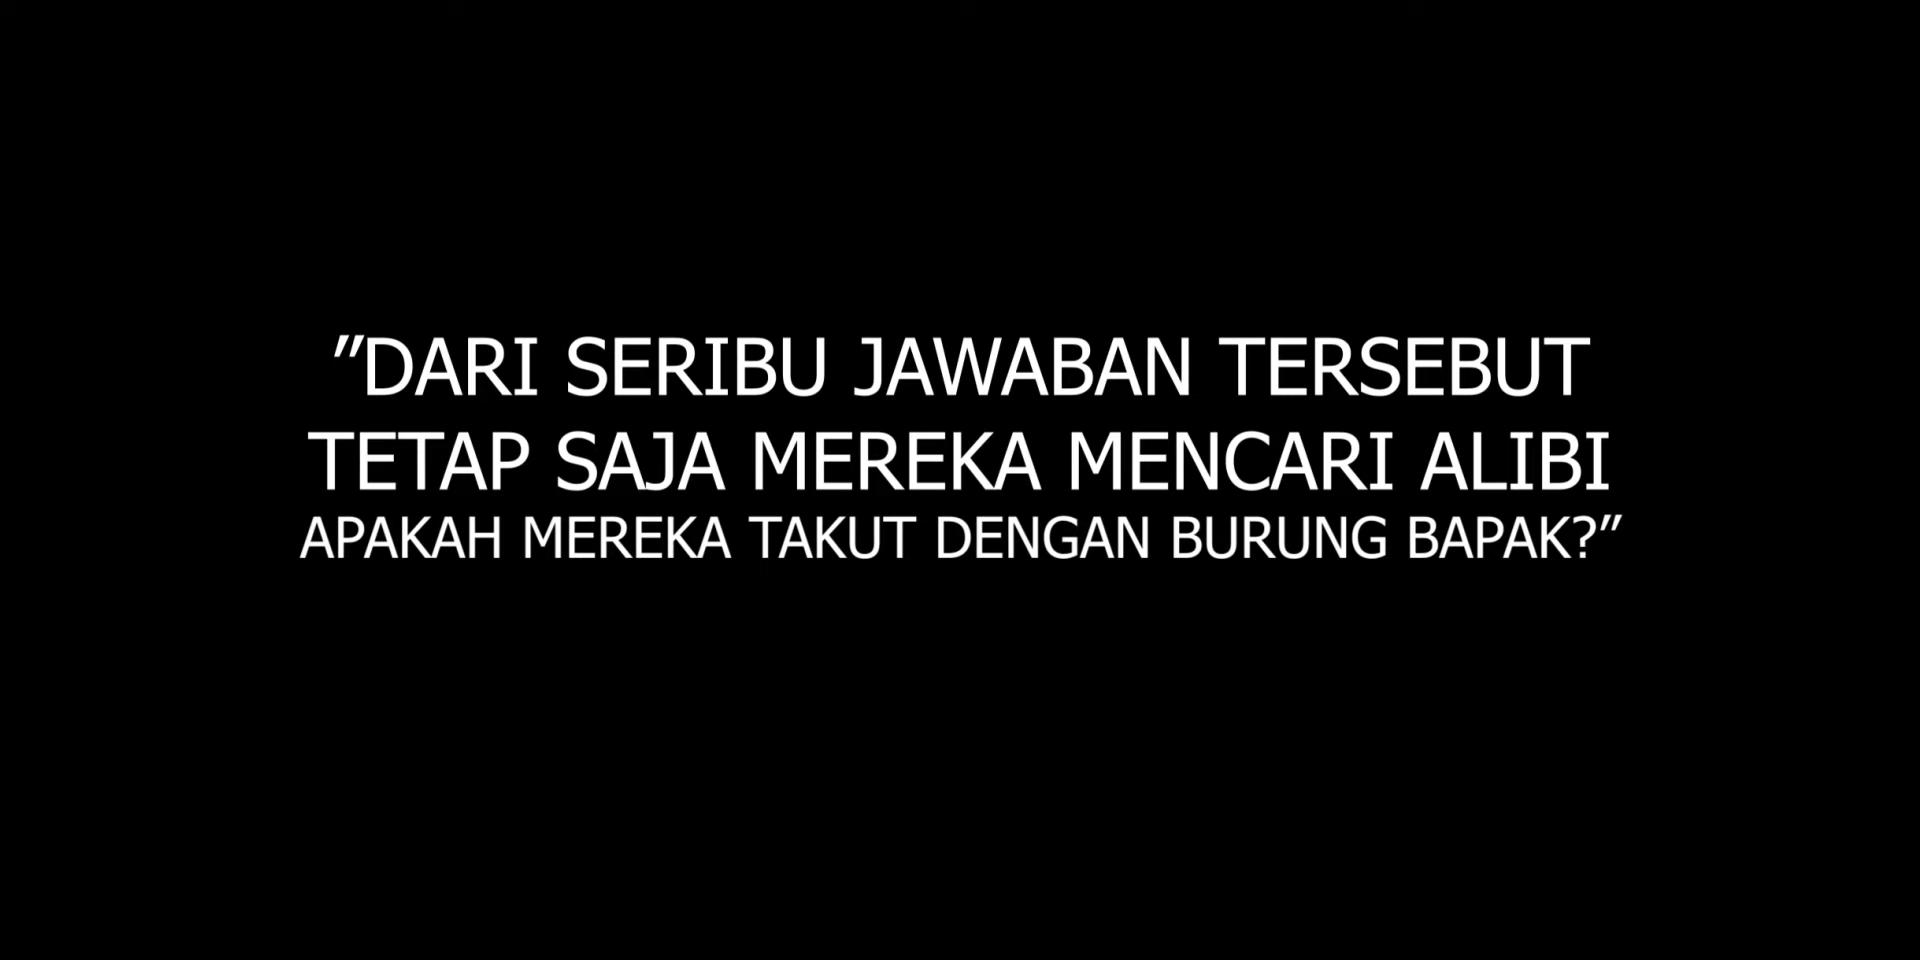 ”DARI SERIBU JAWABAN TERSEBUT
TETAP SAJA MEREKA MENCARI ALIBI
APAKAH MEREKA TAKUT DENGAN BURUNG BAPAK?”